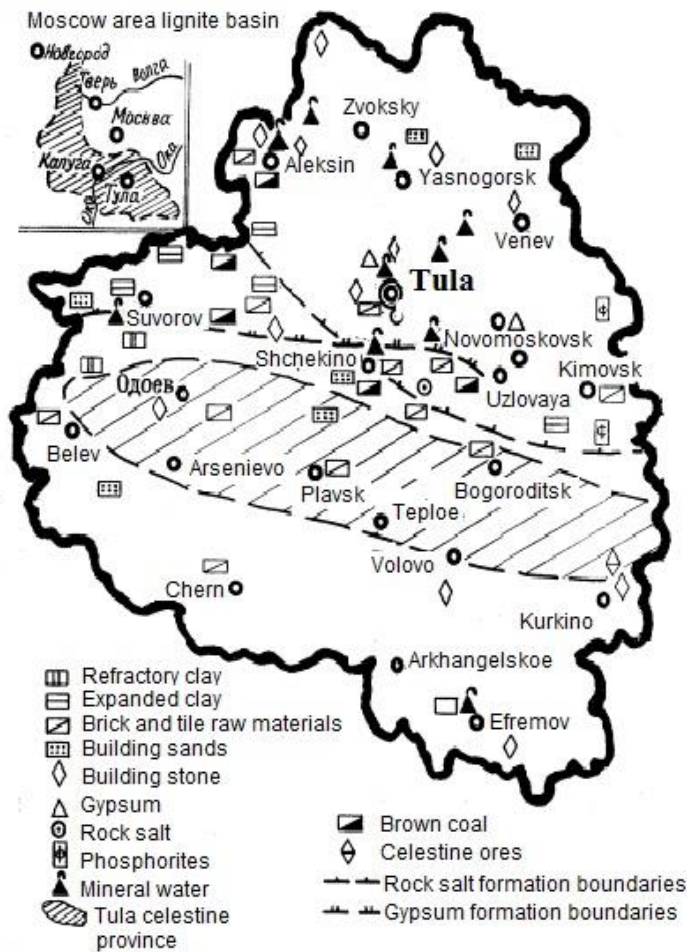 Moscow area lignite basin
Новгород
Тверь
Волга
Москва
Калуга
Ока
Тула
Ока
Zvoksky
Aleksin
Yasnogorsk
Venev
Tula
Suvorov
Novomoskovsk
Shchekino
Kimovsk
Uzlovaya
Одоев
Belev
Arsenievo
Plavsk
Bogoroditsk
Teploe
Volovo
Chern
Kurkino
Arkhangelskoe
Efremov
Refractory clay
Expanded clay
Brick and tile raw materials
Building sands
Building stone
Gypsum
Rock salt
Phosphorites
Mineral water
Tula celestine
province
Brown coal
Celestine ores
Rock salt formation boundaries
Gypsum formation boundaries